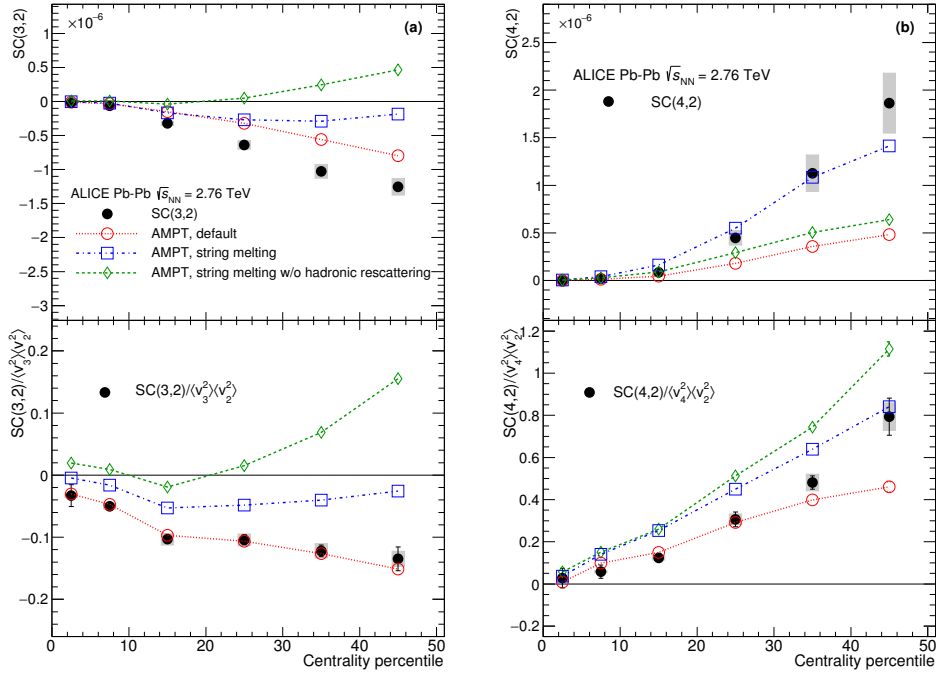 ×10⁻⁶
(a)
SC(3,2)
0.5
0
−0.5
−1
−1.5
−2
−2.5
−3
ALICE Pb-Pb √sNN = 2.76 TeV
SC(3,2)
AMPT, default
AMPT, string melting
AMPT, string melting w/o hadronic rescattering
×10⁻⁶
(b)
SC(4,2)
2.5
2
1.5
1
0.5
0
ALICE Pb-Pb √sNN = 2.76 TeV
SC(4,2)
SC(3,2)/⟨v₃²⟩⟨v₂²⟩
0.2
0.1
0
−0.1
−0.2
SC(3,2)/⟨v₃²⟩⟨v₂²⟩
0 10 20 30 40 50
Centrality percentile
SC(4,2)/⟨v₄²⟩⟨v₂²⟩
1.2
1
0.8
0.6
0.4
0.2
0
−0.2
SC(4,2)/⟨v₄²⟩⟨v₂²⟩
0 10 20 30 40 50
Centrality percentile